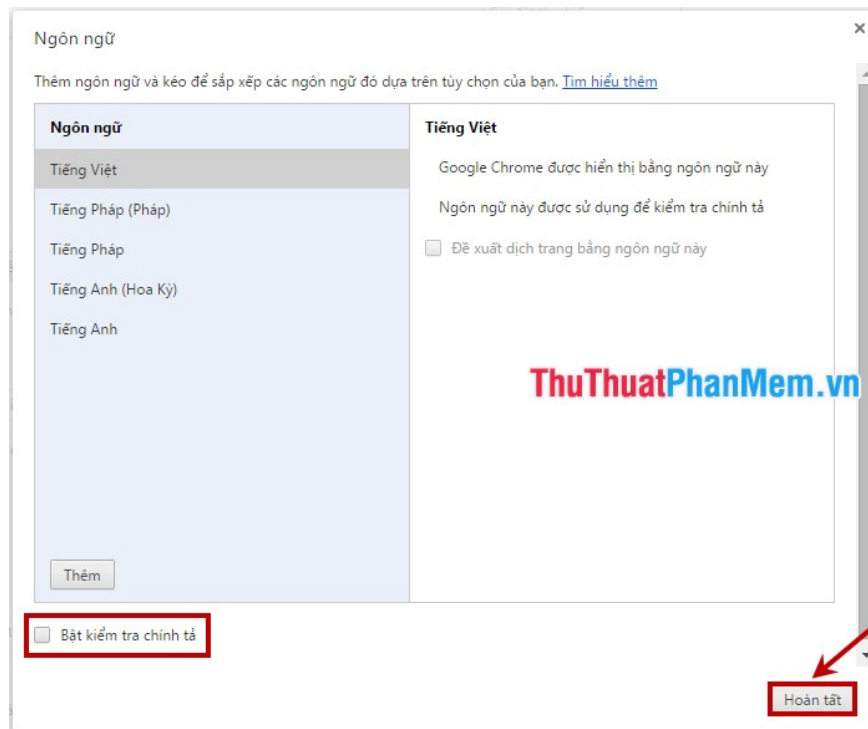 Ngôn ngữ
Thêm ngôn ngữ và kéo để sắp xếp các ngôn ngữ đó dựa trên tùy chọn của bạn. Tìm hiểu thêm
Ngôn ngữ
Tiếng Việt
Tiếng Pháp (Pháp)
Tiếng Pháp
Tiếng Anh (Hoa Kỳ)
Tiếng Anh
Thêm
Tiếng Việt
Google Chrome được hiển thị bằng ngôn ngữ này
Ngôn ngữ này được sử dụng để kiểm tra chính tả
Đề xuất dịch trang bằng ngôn ngữ này
ThuThuatPhanMem.vn
Bật kiểm tra chính tả
Hoàn tất